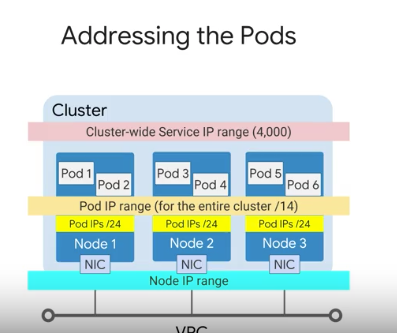 Addressing the Pods
Cluster
Cluster-wide Service IP range (4,000)
Pod 1
Pod 2
Pod 3
Pod 4
Pod 5
Pod 6
Pod IP range (for the entire cluster /14)
Pod IPs /24
Pod IPs /24
Pod IPs /24
Node 1
Node 2
Node 3
NIC
NIC
NIC
Node IP range
VPC